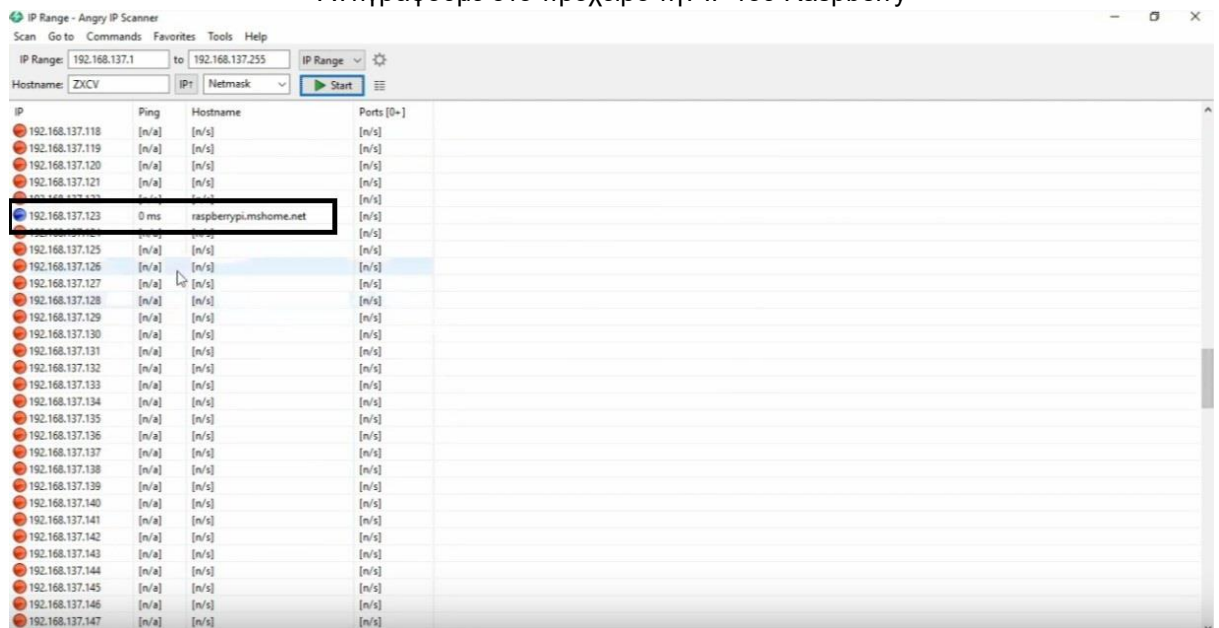 στο πρόχειρο την IP του Raspberry
IP Range - Angry IP Scanner
Scan Go to Commands Favorites Tools Help
IP Range: 192.168.137.1 to 192.168.137.255 IP Range
Hostname: ZXCV IP↑ Netmask Start
IP Ping Hostname Ports [0+]
192.168.137.118 [n/a] [n/s] [n/s]
192.168.137.119 [n/a] [n/s] [n/s]
192.168.137.120 [n/a] [n/s] [n/s]
192.168.137.121 [n/a] [n/s] [n/s]
[n/s]
192.168.137.123 0 ms raspberrypi.mshome.net [n/s]
[n/s]
192.168.137.125 [n/a] [n/s] [n/s]
192.168.137.126 [n/a] [n/s] [n/s]
192.168.137.127 [n/a] [n/s] [n/s]
192.168.137.128 [n/a] [n/s] [n/s]
192.168.137.129 [n/a] [n/s] [n/s]
192.168.137.130 [n/a] [n/s] [n/s]
192.168.137.131 [n/a] [n/s] [n/s]
192.168.137.132 [n/a] [n/s] [n/s]
192.168.137.133 [n/a] [n/s] [n/s]
192.168.137.134 [n/a] [n/s] [n/s]
192.168.137.135 [n/a] [n/s] [n/s]
192.168.137.136 [n/a] [n/s] [n/s]
192.168.137.137 [n/a] [n/s] [n/s]
192.168.137.138 [n/a] [n/s] [n/s]
192.168.137.139 [n/a] [n/s] [n/s]
192.168.137.140 [n/a] [n/s] [n/s]
192.168.137.141 [n/a] [n/s] [n/s]
192.168.137.142 [n/a] [n/s] [n/s]
192.168.137.143 [n/a] [n/s] [n/s]
192.168.137.144 [n/a] [n/s] [n/s]
192.168.137.145 [n/a] [n/s] [n/s]
192.168.137.146 [n/a] [n/s] [n/s]
192.168.137.147 [n/a] [n/s] [n/s]